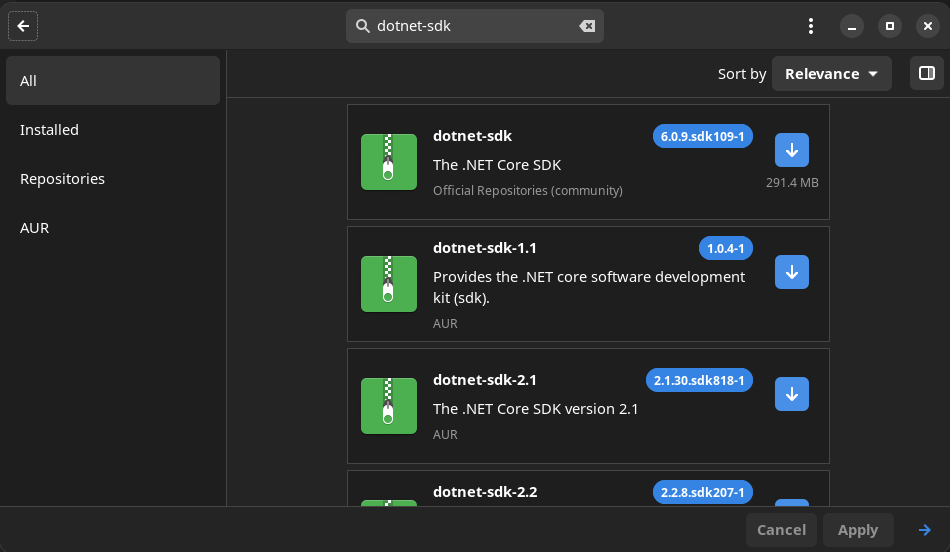 dotnet-sdk
Sort by Relevance
All
Installed
Repositories
AUR
dotnet-sdk 6.0.9.sdk109-1
The .NET Core SDK
291.4 MB
Official Repositories (community)
dotnet-sdk-1.1 1.0.4-1
Provides the .NET core software development
kit (sdk).
AUR
dotnet-sdk-2.1 2.1.30.sdk818-1
The .NET Core SDK version 2.1
AUR
dotnet-sdk-2.2 2.2.8.sdk207-1
Cancel Apply